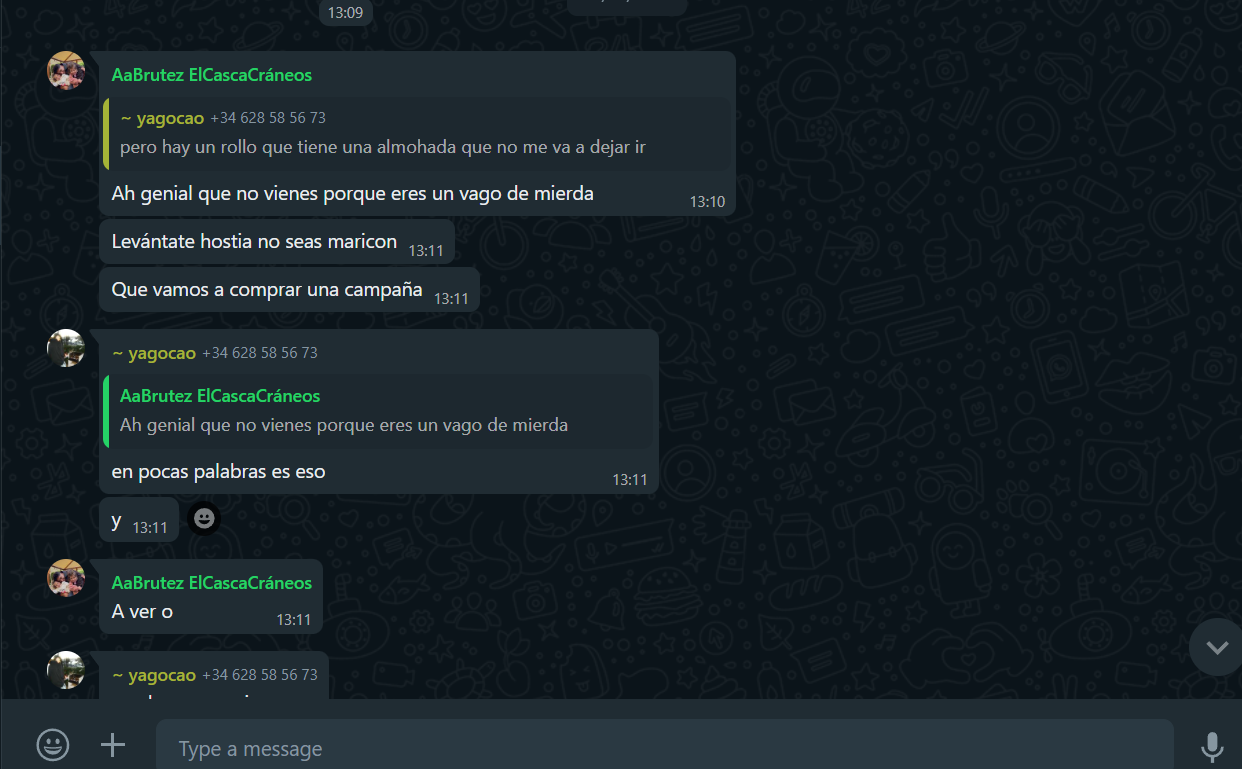 13:09
AaBrutez ElCascaCráneos
~ yagocao +34 628 58 56 73
pero hay un rollo que tiene una almohada que no me va a dejar ir
Ah genial que no vienes porque eres un vago de mierda 13:10
Levántate hostia no seas maricon 13:11
Que vamos a comprar una campaña 13:11
~ yagocao +34 628 58 56 73
AaBrutez ElCascaCráneos
Ah genial que no vienes porque eres un vago de mierda
en pocas palabras es eso 13:11
y 13:11
AaBrutez ElCascaCráneos
A ver o 13:11
~ yagocao +34 628 58 56 73
Type a message